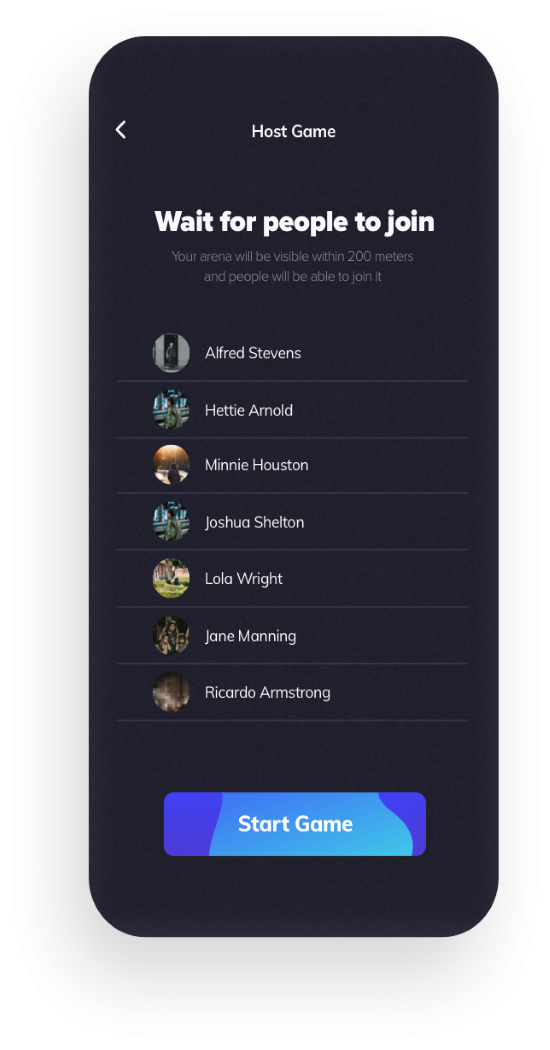 Host Game
Wait for people to join
Your arena will be visible within 200 meters
and people will be able to join it
Alfred Stevens
Hettie Arnold
Minnie Houston
Joshua Shelton
Lola Wright
Jane Manning
Ricardo Armstrong
Start Game